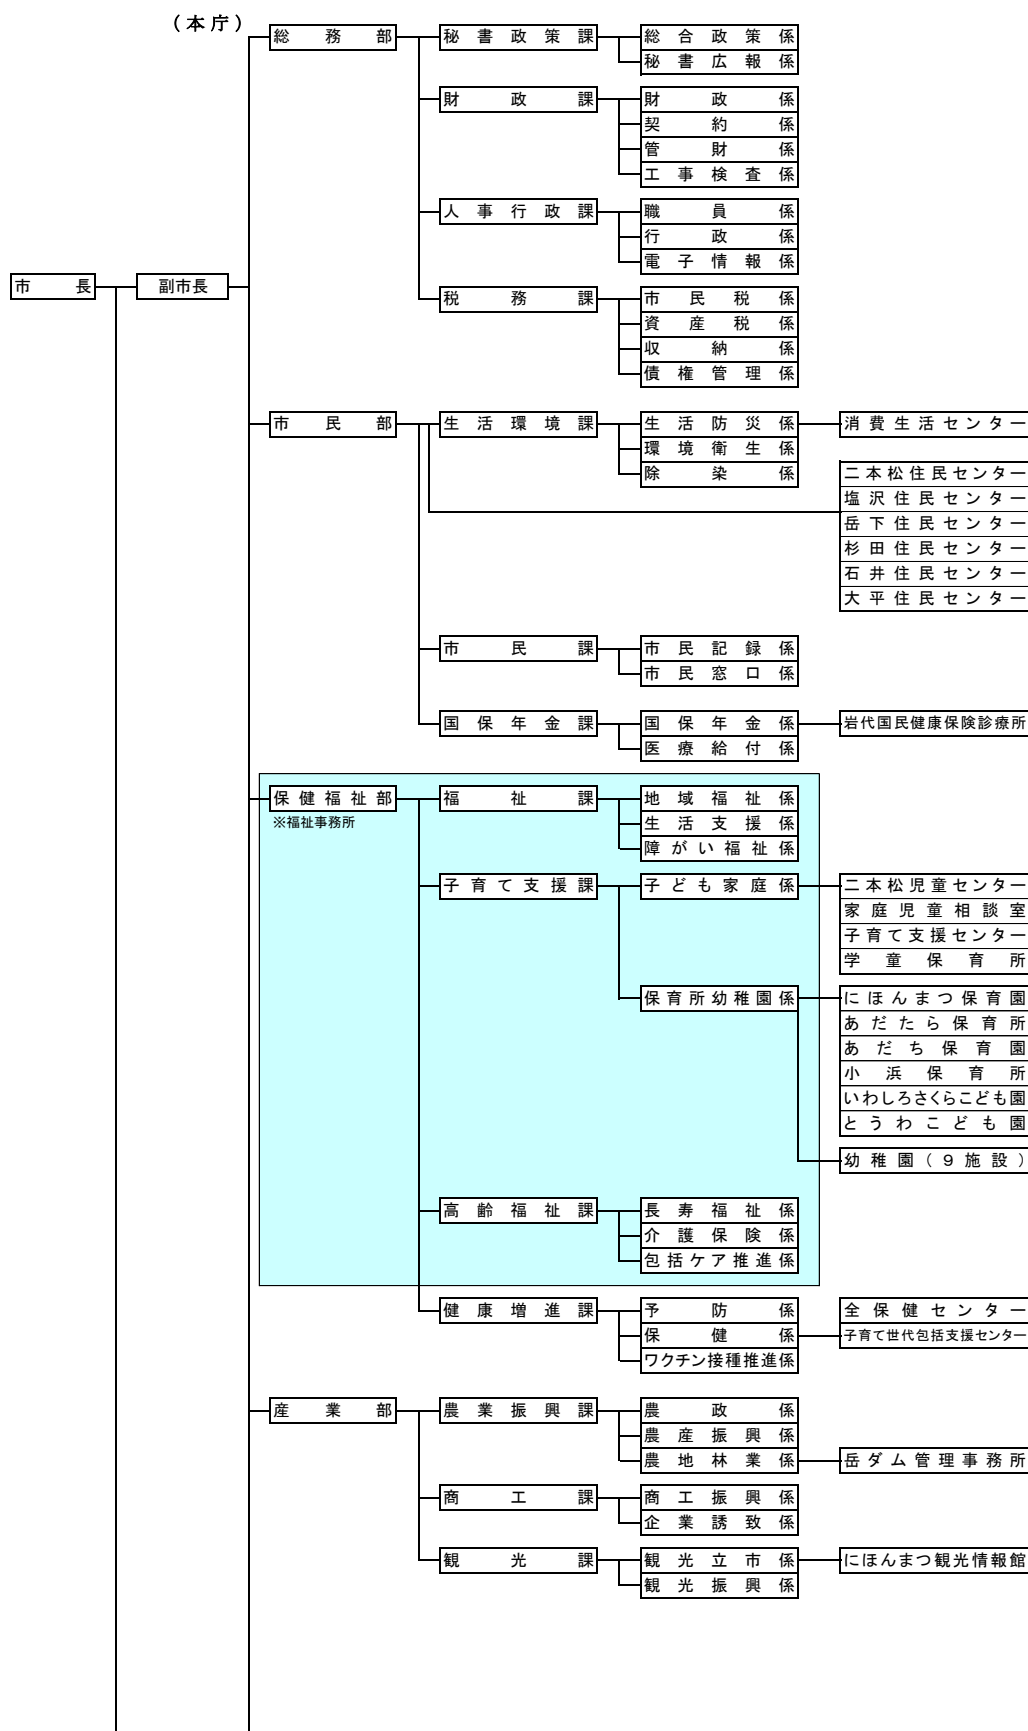 (本庁)
総務部 秘書政策課 総合政策係
秘書広報係
財政課 財政係
契約係
管財係
工事検査係
人事行政課 職員係
行政係
電子情報係
市長 副市長
税務課 市民税係
資産税係
収納係
債権管理係
市民部 生活環境課 生活防災係 消費生活センター
環境衛生係
除染係 二本松住民センター
塩沢住民センター
岳下住民センター
杉田住民センター
石井住民センター
大平住民センター
市民課 市民記録係
市民窓口係
国保年金課 国保年金係 岩代国民健康保険診療所
医療給付係
保健福祉部 福祉課 地域福祉係
※福祉事務所 生活支援係
障がい福祉係
子育て支援課 子ども家庭係 二本松児童センター
家庭児童相談室
子育て支援センター
学童保育所
保育所幼稚園係 にほんまつ保育園
あだたら保育所
あだち保育園
小浜保育所
いわしろさくらこども園
とうわこども園
幼稚園(9施設)
高齢福祉課 長寿福祉係
介護保険係
包括ケア推進係
健康増進課 予防係 全保健センター
保健係 子育て世代包括支援センター
ワクチン接種推進係
産業部 農業振興課 農政係
農産振興係
農地林業係 岳ダム管理事務所
商工課 商工振興係
企業誘致係
観光課 観光立市係 にほんまつ観光情報館
観光振興係